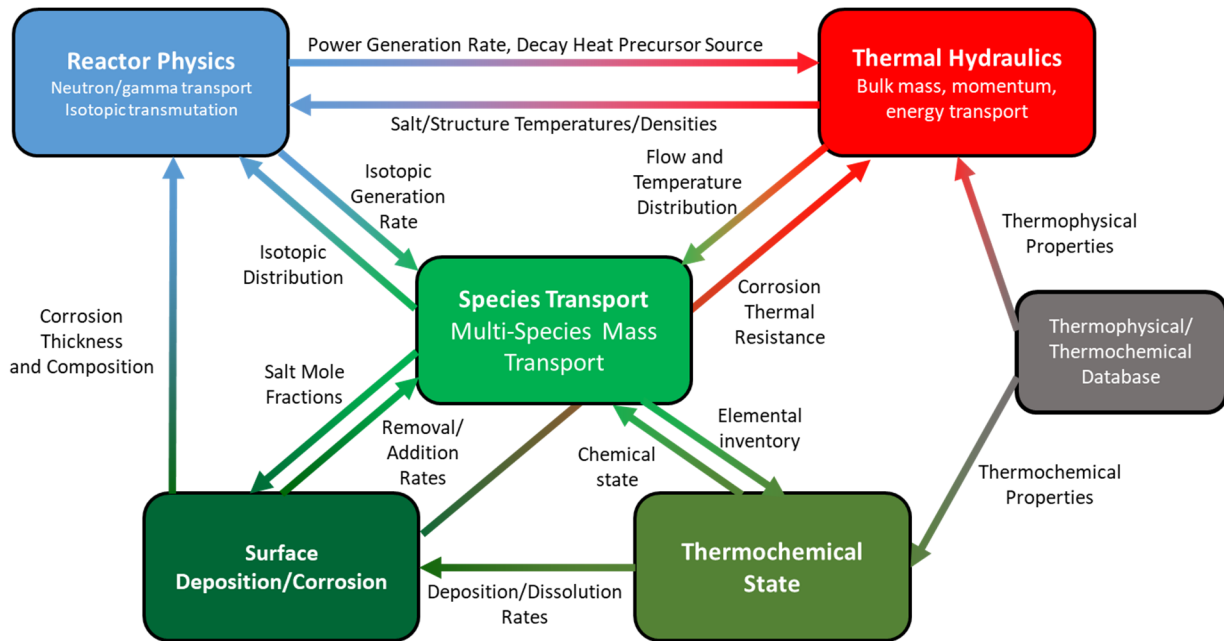 Reactor Physics
Neutron/gamma transport
Isotopic transmutation
Power Generation Rate, Decay Heat Precursor Source
Salt/Structure Temperatures/Densities
Thermal Hydraulics
Bulk mass, momentum,
energy transport
Isotopic
Generation
Rate
Flow and
Temperature
Distribution
Isotopic
Distribution
Thermophysical
Properties
Species Transport
Multi-Species Mass
Transport
Corrosion
Thermal
Resistance
Thermophysical/
Thermochemical
Database
Corrosion
Thickness
and Composition
Salt Mole
Fractions
Removal/
Addition
Rates
Chemical
state
Elemental
inventory
Thermochemical
Properties
Surface
Deposition/Corrosion
Deposition/Dissolution
Rates
Thermochemical
State